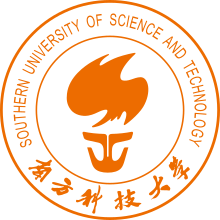 SOUTHERN UNIVERSITY OF SCIENCE AND TECHNOLOGY
南方科技大学